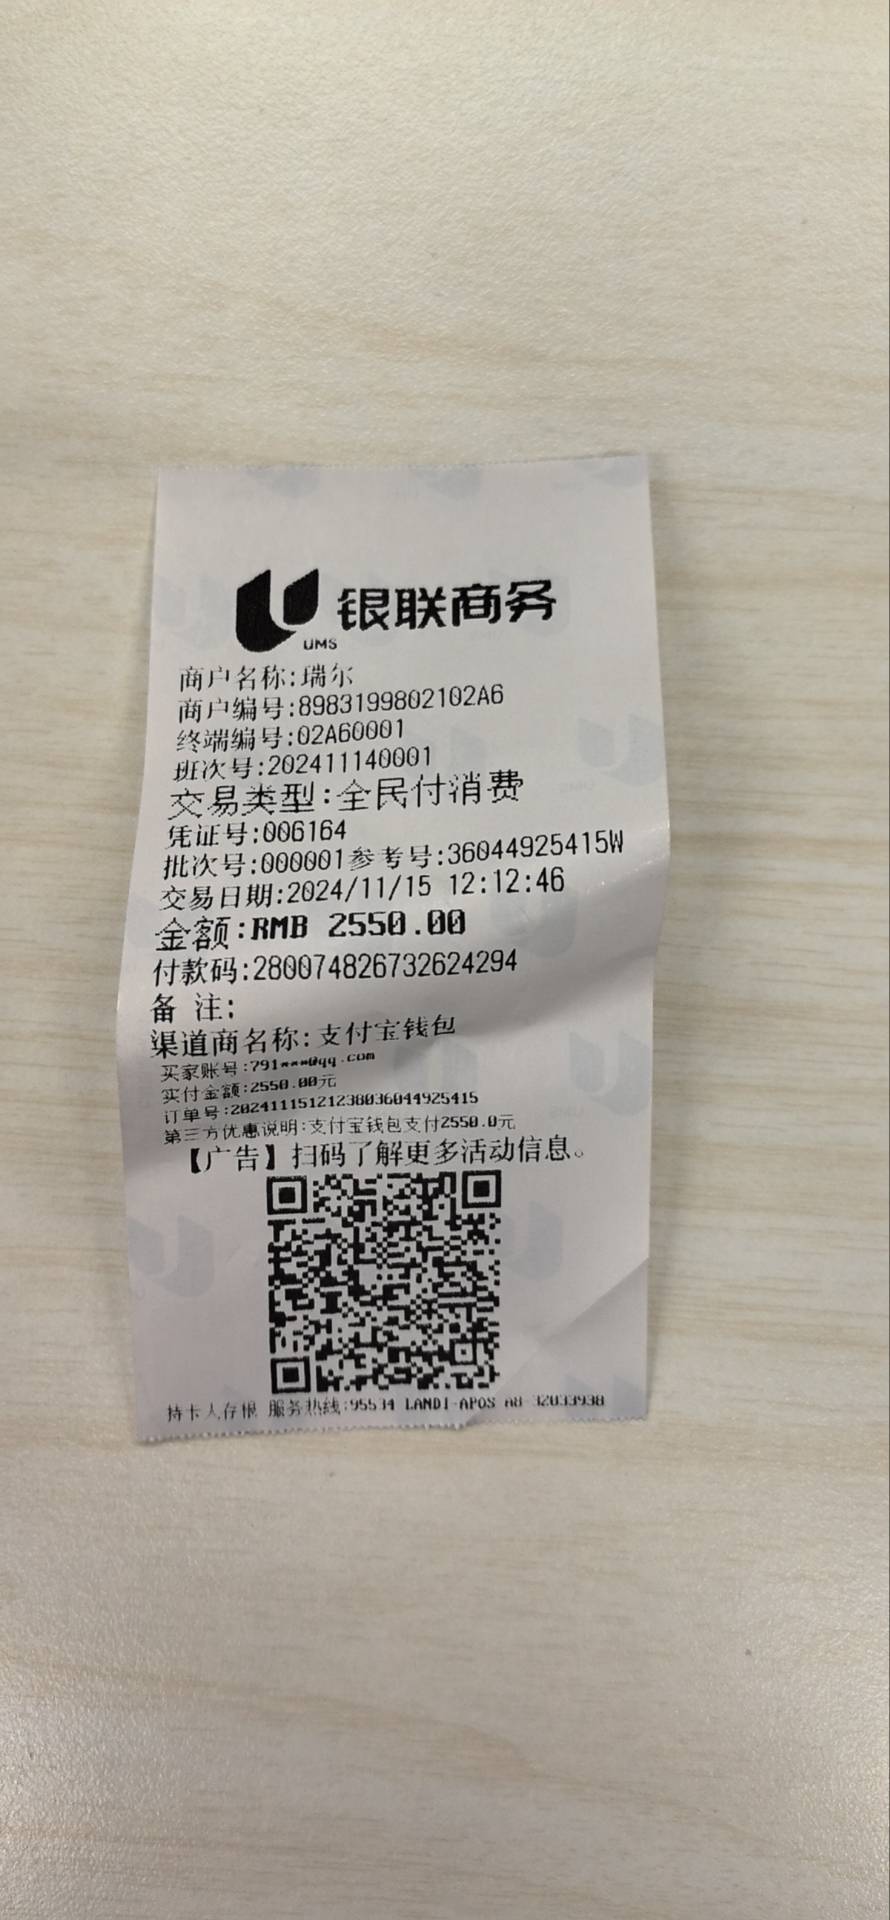 银联商务
UMS
商户名称:瑞尔
商户编号:8983199802102A6
终端编号:02A60001
班次号:202411140001
交易类型:全民付消费
凭证号:006164
批次号:000001参考号:36044925415W
交易日期:2024/11/15 12:12:46
金额:RMB 2550.00
付款码:280074826732624294
备 注:
渠道商名称:支付宝钱包
买家账号:791***@qq.com
实付金额:2550.00元
订单号:20241115121238036044925415
第三方优惠说明:支付宝钱包支付2550.0元
【广告】扫码了解更多活动信息。
持卡人存根 服务热线:95534 LANDI-APOS A8 32033938